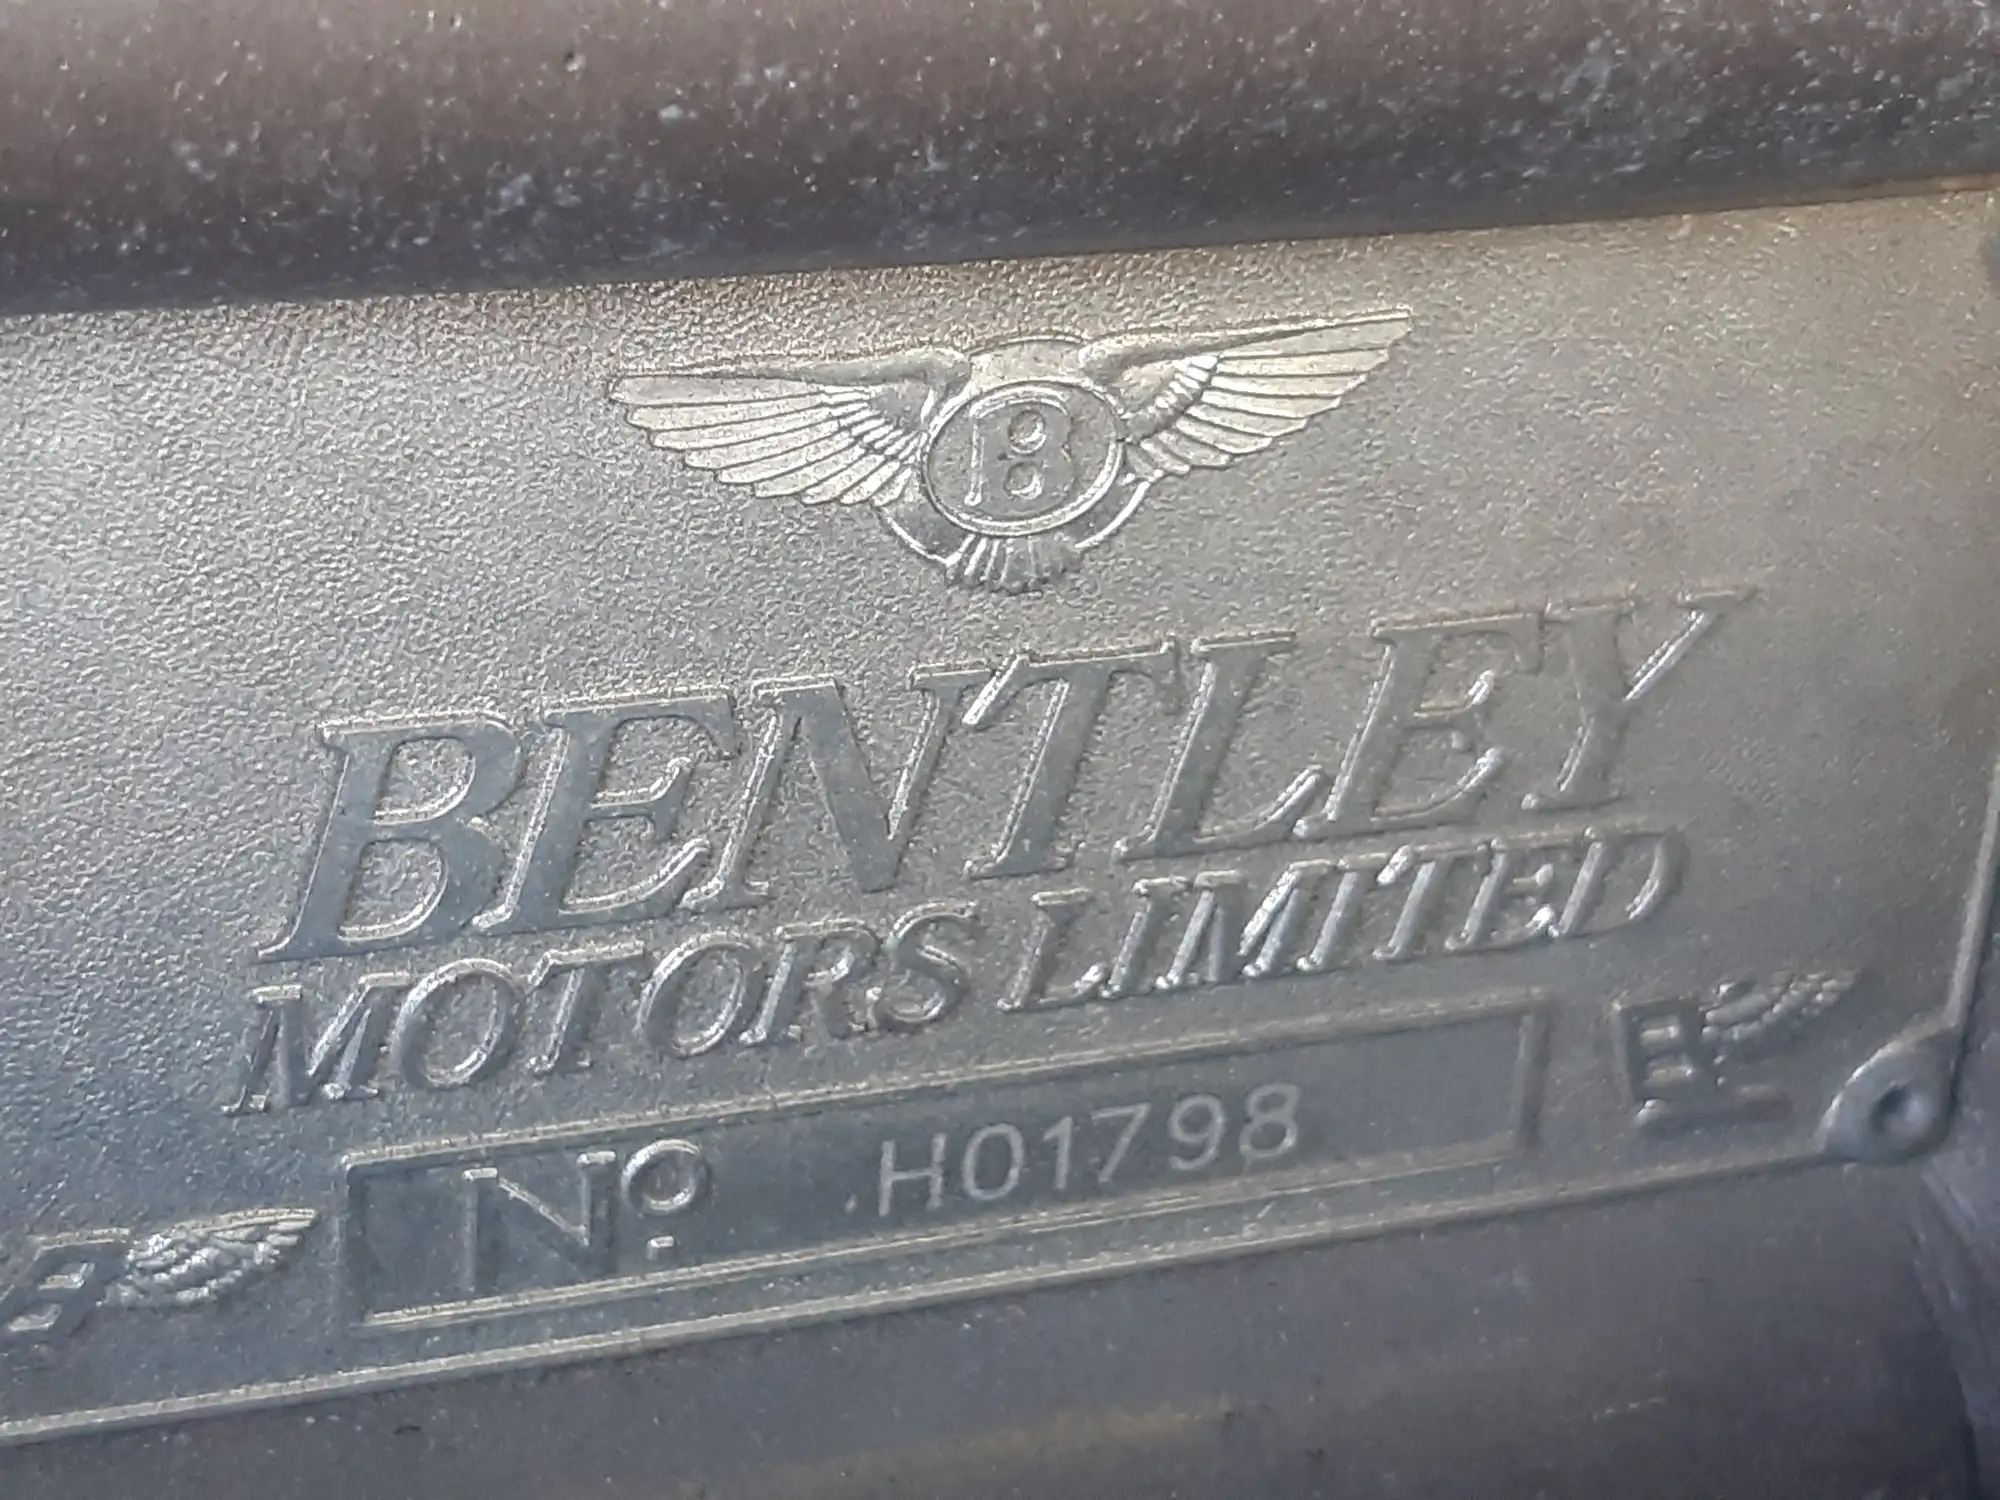 B
BENTLEY
MOTORS LIMITED
No. H01798
B
B